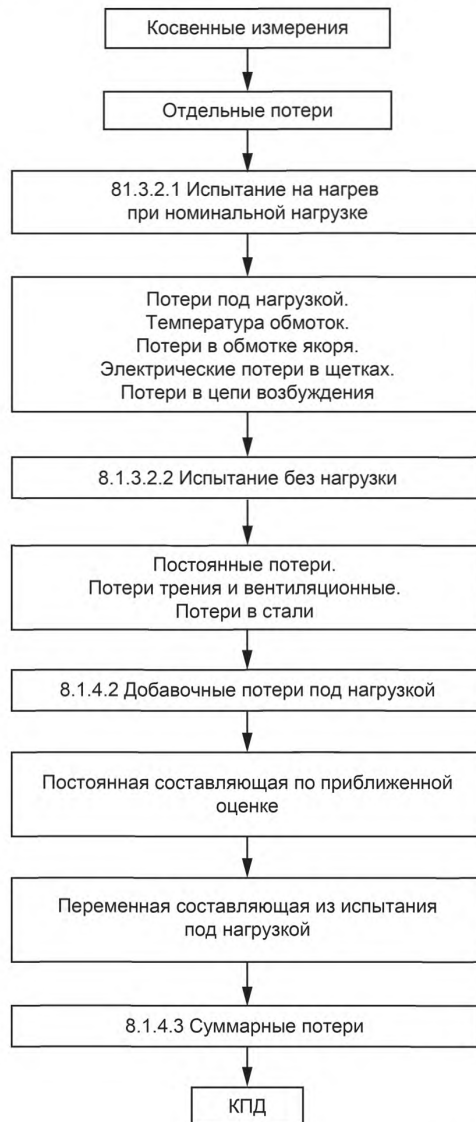 Косвенные измерения
Отдельные потери
81.3.2.1 Испытание на нагрев
при номинальной нагрузке
Потери под нагрузкой.
Температура обмоток.
Потери в обмотке якоря.
Электрические потери в щетках.
Потери в цепи возбуждения
8.1.3.2.2 Испытание без нагрузки
Постоянные потери.
Потери трения и вентиляционные.
Потери в стали
8.1.4.2 Добавочные потери под нагрузкой
Постоянная составляющая по приближенной
оценке
Переменная составляющая из испытания
под нагрузкой
8.1.4.3 Суммарные потери
КПД